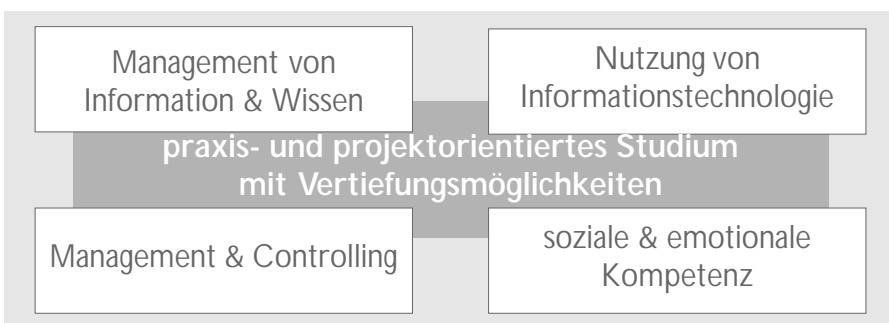 Management von
Information & Wissen
Nutzung von
Informationstechnologie
praxis- und projektorientiertes Studium
mit Vertiefungsmöglichkeiten
Management & Controlling
soziale & emotionale
Kompetenz